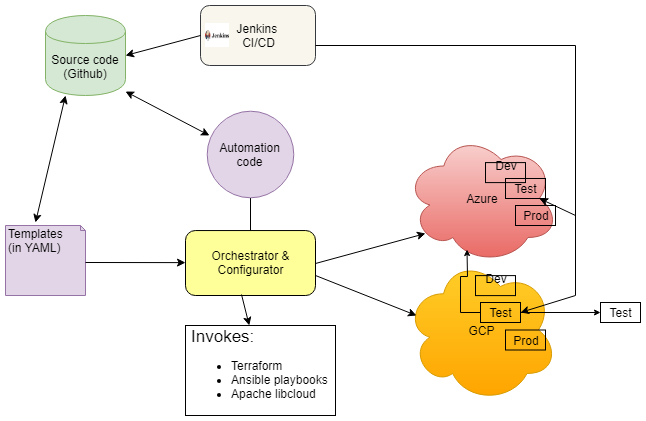 Source code
(Github)
Jenkins
Jenkins
CI/CD
Automation
code
Templates
(in YAML)
Orchestrator &
Configurator
Invokes:
Terraform
Ansible playbooks
Apache libcloud
Dev
Azure
Test
Prod
Dev
Test
GCP
Prod
Test